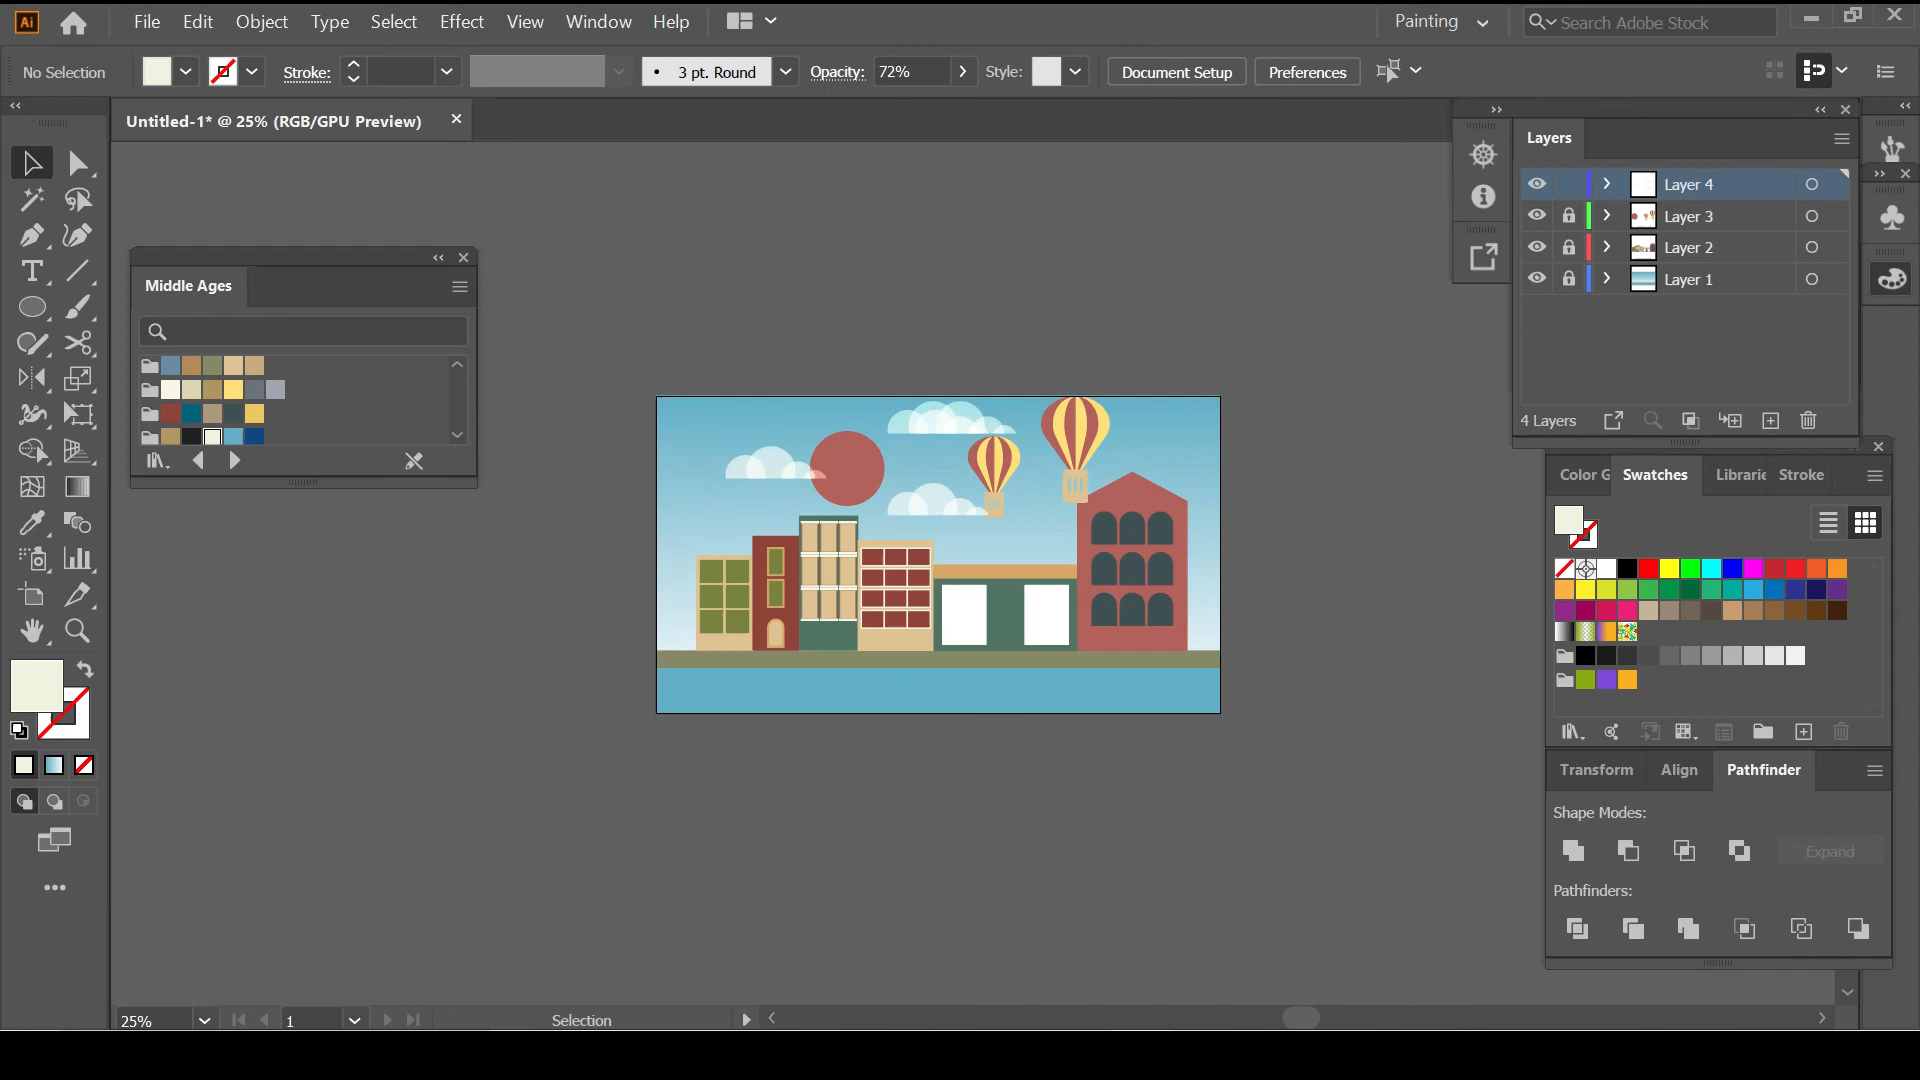 Ai File Edit Object Type Select Effect View Window Help Painting Search Adobe Stock
No Selection Stroke: 3 pt. Round Opacity: 72% Style: Document Setup Preferences
Untitled-1* @ 25% (RGB/GPU Preview)
Layers
Layer 4
Layer 3
Layer 2
Layer 1
4 Layers
Middle Ages
Color G Swatches Librarie Stroke
Transform Align Pathfinder
Shape Modes:
Expand
Pathfinders:
25% 1 Selection